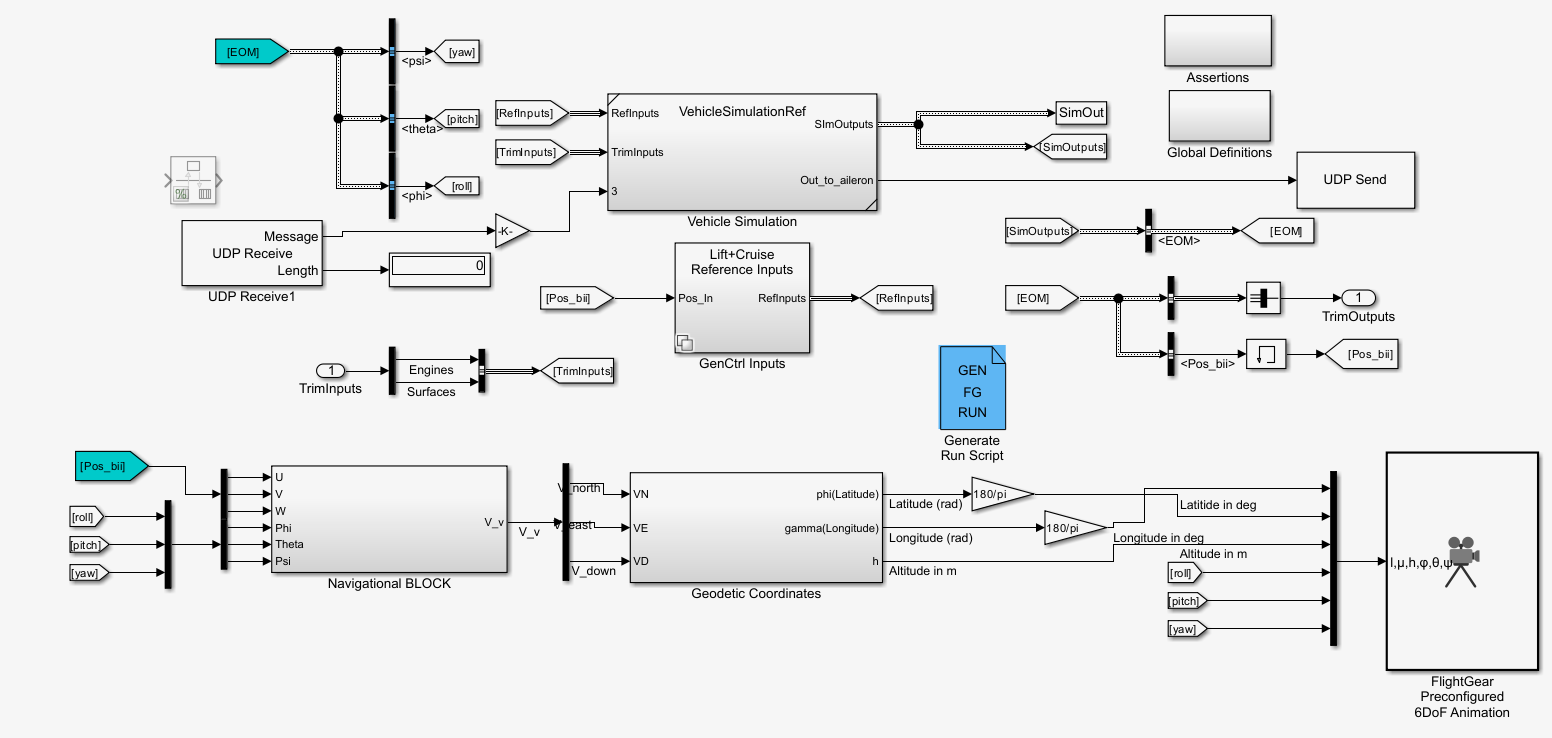 [EOM]
<psi>
[yaw]
<theta>
[pitch]
<phi>
[roll]
[RefInputs]
[TrimInputs]
RefInputs
TrimInputs
3
VehicleSimulationRef
SImOutputs
Out_to_aileron
Vehicle Simulation
SimOut
[SimOutputs]
Assertions
Global Definitions
UDP Send
Message
UDP Receive
Length
UDP Receive1
-K-
0
[Pos_bii]
Lift+Cruise
Reference Inputs
Pos_In
RefInputs
GenCtrl Inputs
[RefInputs]
[SimOutputs]
<EOM>
[EOM]
[EOM]
1
TrimOutputs
<Pos_bii>
[Pos_bii]
1
TrimInputs
Engines
Surfaces
[TrimInputs]
GEN
FG
RUN
Generate
Run Script
[Pos_bii]
[roll]
[pitch]
[yaw]
U
V
W
Phi
Theta
Psi
V_v
Navigational BLOCK
V_v
V_north
V_east
V_down
VN
VE
VD
phi(Latitude)
gamma(Longitude)
h
Geodetic Coordinates
Latitude (rad)
Longitude (rad)
Altitude in m
180/pi
180/pi
Latitide in deg
Longitude in deg
Altitude in m
[roll]
[pitch]
[yaw]
l,μ,h,φ,θ,ψ
FlightGear
Preconfigured
6DoF Animation